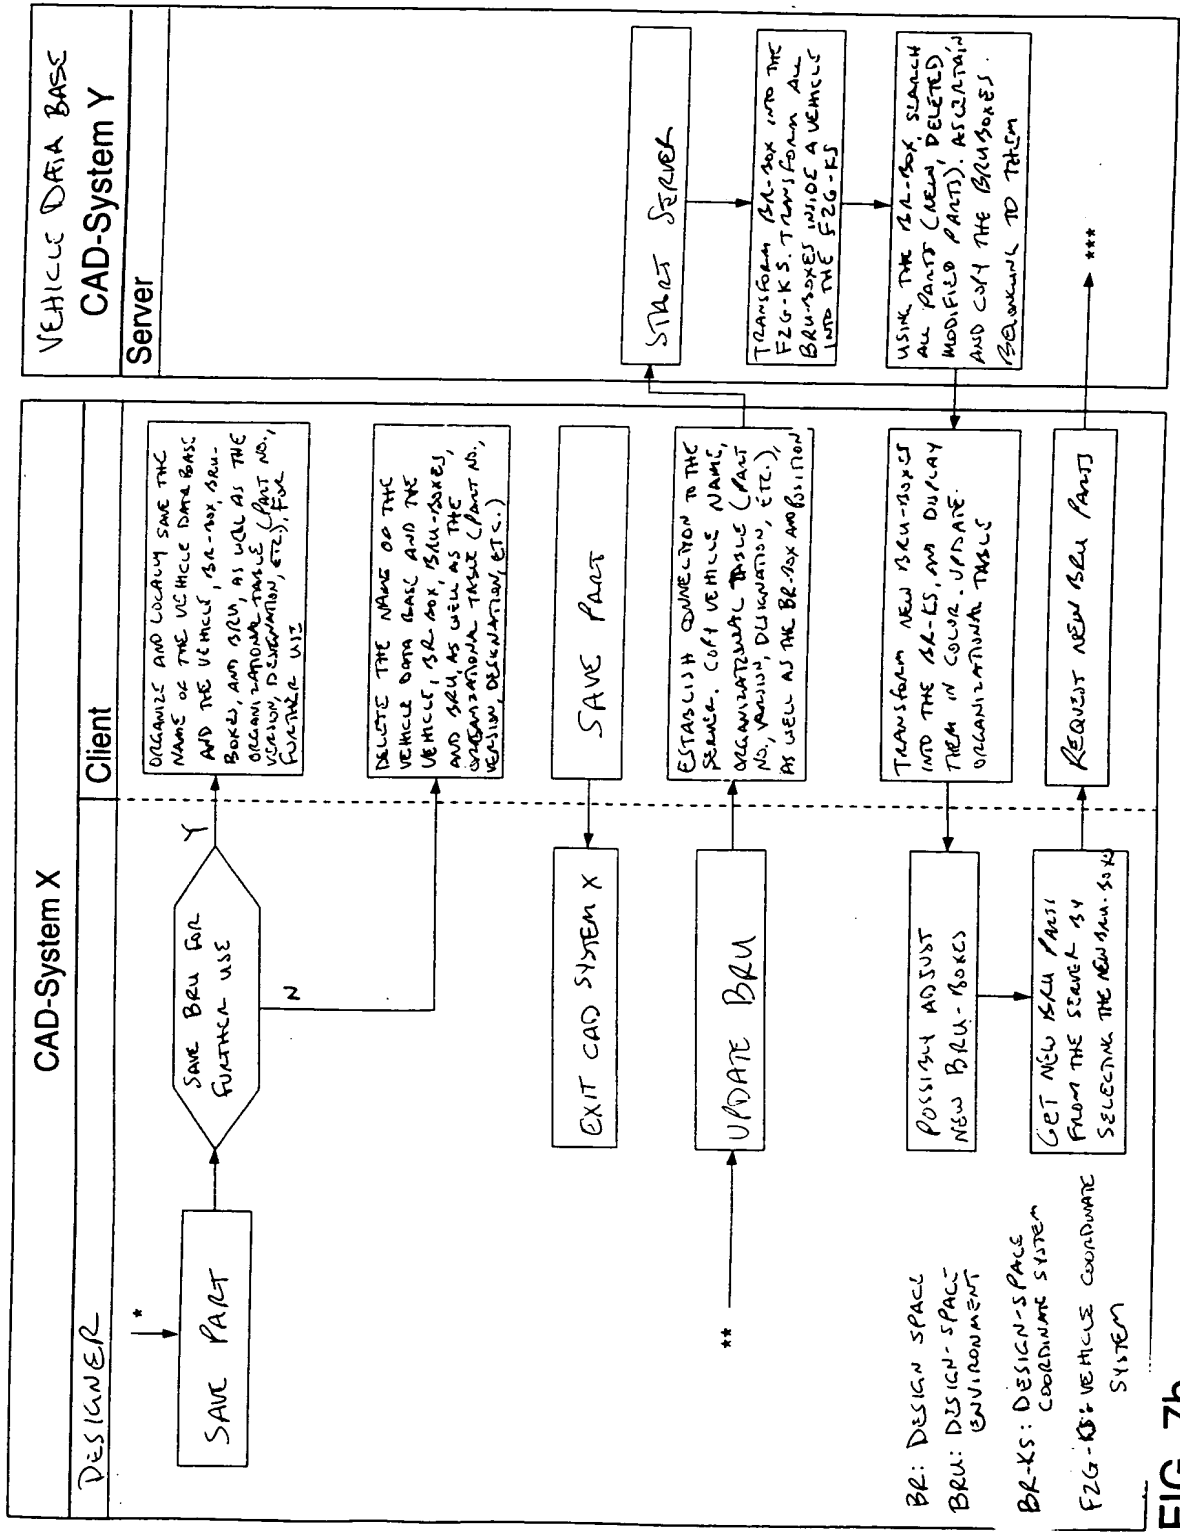 CAD-System X
VEHICLE DATA BASE
CAD-System Y
DESIGNER
Client
Server
*
SAVE PART
SAVE BRU FOR
FURTHER USE
Y
N
ORGANIZE AND LOCALLY SAVE THE
NAME OF THE VEHICLE DATA BASE
AND THE VEHICLE, BR-BOX, BRU-
BOXES, AND BRU, AS WELL AS THE
ORGANIZATIONAL TABLE (PART NO.,
VERSION, DESIGNATION, ETC.), FOR
FURTHER USE
DELETE THE NAME OF THE
VEHICLE DATA BASE AND THE
VEHICLE, BR-BOX, BRU-BOXES,
AND BRU, AS WELL AS THE
ORGANIZATIONAL TABLE (PART NO.,
VERSION, DESIGNATION, ETC.)
SAVE PART
EXIT CAD SYSTEM X
**
UPDATE BRU
ESTABLISH CONNECTION TO THE
SERVER. COPY VEHICLE NAME,
ORGANIZATIONAL TABLE (PART
NO., VERSION, DESIGNATION, ETC.),
AS WELL AS THE BR-BOX AND POSITION
START SERVER
TRANSFORM BR-BOX INTO THE
FZG-KS. TRANSFORM ALL
BRU-BOXES INSIDE A VEHICLE
INTO THE FZG-KS
USING THE BR-BOX, SEARCH
ALL PARTS (NEW, DELETED,
MODIFIED PARTS). ASCERTAIN
AND COPY THE BRU BOXES.
BELONGING TO THEM
TRANSFORM NEW BRU-BOXES
INTO THE BR-KS, AND DISPLAY
THEM IN COLOR. UPDATE
ORGANIZATIONAL TABLE
POSSIBLY ADJUST
NEW BRU-BOXES
GET NEW BRU PARTS
FROM THE SERVER BY
SELECTING THE NEW BRU-BOXES
REQUEST NEW BRU PARTS
***
BR: DESIGN SPACE
BRU: DESIGN-SPACE
ENVIRONMENT
BR-KS: DESIGN-SPACE
COORDINATE SYSTEM
FZG-KS: VEHICLE COORDINATE
SYSTEM
FIG. 7b